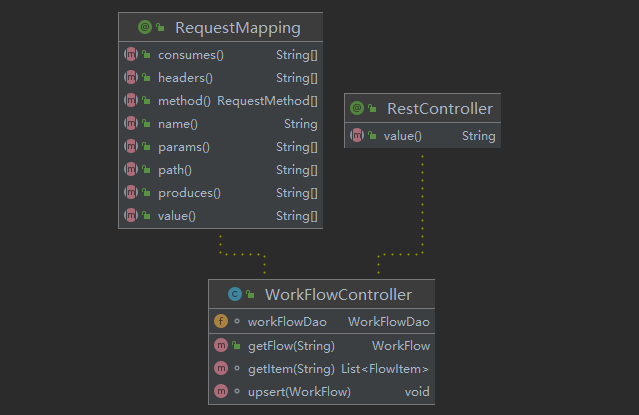 RequestMapping
consumes() String[]
headers() String[]
method() RequestMethod[]
name() String
params() String[]
path() String[]
produces() String[]
value() String[]
RestController
value() String
WorkFlowController
workFlowDao WorkFlowDao
getFlow(String) WorkFlow
getItem(String) List<FlowItem>
upsert(WorkFlow) void